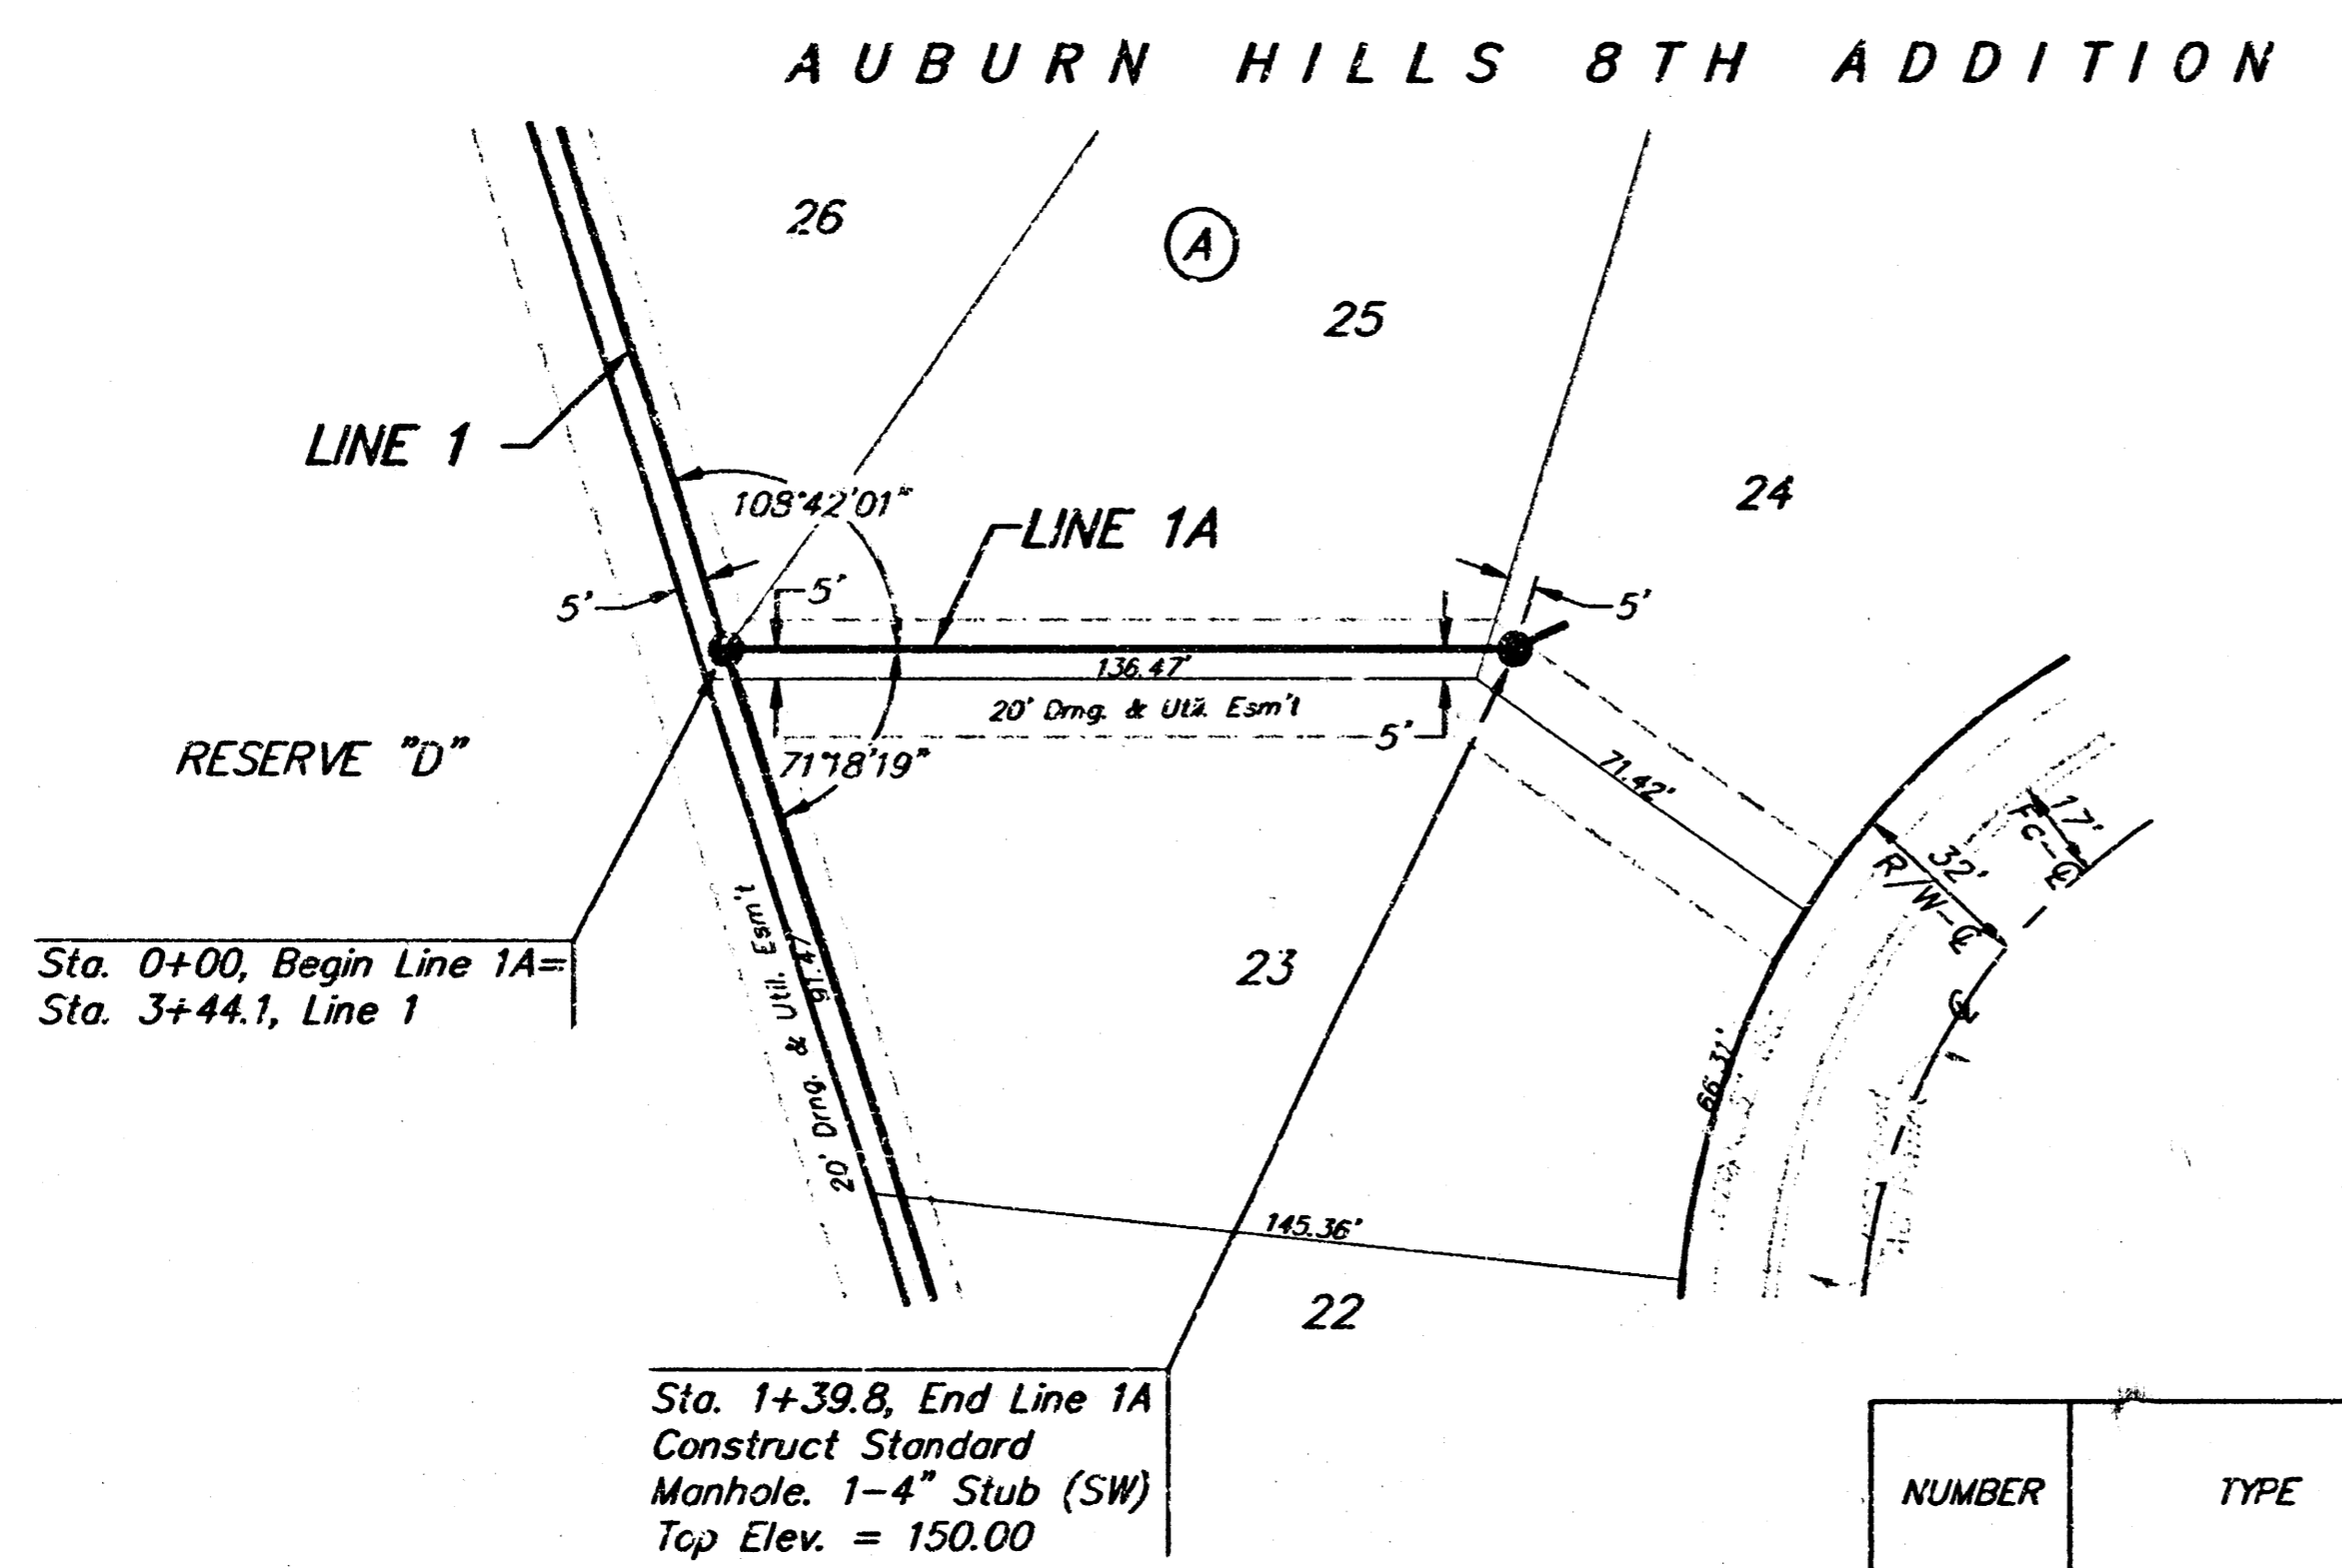 AUBURN HILLS 8TH ADDITION
26
A
25
LINE 1
24
108°42'01"
LINE 1A
5'
5'
5'
136.47'
20' Drng. & Util. Esm't
5'
RESERVE "D"
71°18'19"
71.42'
17'
Fc-℄
32'
R/W-℄
20' Drng. & Util. Esm't
91.47
23
Sta. 0+00, Begin Line 1A=
Sta. 3+44.1, Line 1
℄
66.31'
145.36'
22
Sta. 1+39.8, End Line 1A
Construct Standard
Manhole. 1-4" Stub (SW)
Top Elev. = 150.00
NUMBER
TYPE